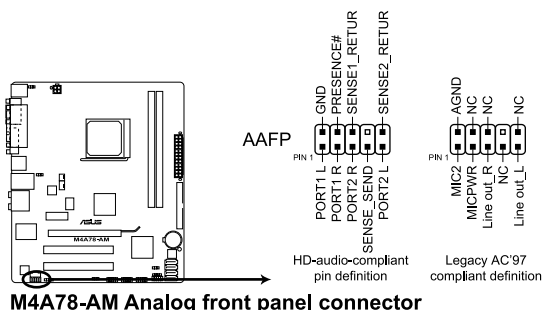 GND
PRESENCE#
SENSE1_RETUR
SENSE2_RETUR
AGND
NC
NC
NC
AAFP
PIN 1
PIN 1
PORT1 L
PORT1 R
PORT2 R
SENSE_SEND
PORT2 L
MIC2
MICPWR
Line out_R
NC
Line out_L
ASUS
M4A78-AM
HD-audio-compliant
pin definition
Legacy AC'97
compliant definition
M4A78-AM Analog front panel connector